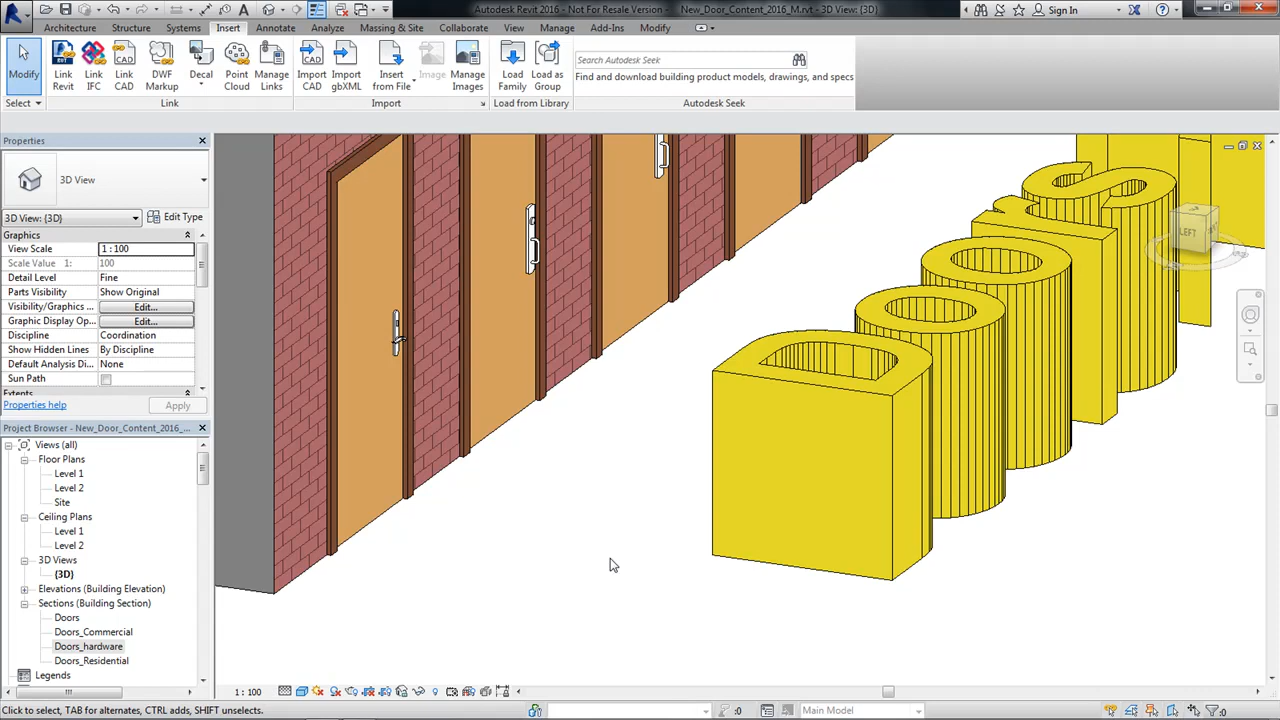 Autodesk Revit 2016 - Not For Resale Version - New_Door_Content_2016_M.rvt - 3D View: {3D}
Sign In
Architecture Structure Systems Insert Annotate Analyze Massing & Site Collaborate View Manage Add-Ins Modify
Modify
Link Revit
Link IFC
Link CAD
DWF Markup
Decal
Point Cloud
Manage Links
Import CAD
Import gbXML
Insert from File
Image
Manage Images
Load Family
Load as Group
Search Autodesk Seek
Find and download building product models, drawings, and specs
Select Link Import Load from Library Autodesk Seek
Properties
3D View
3D View: {3D} Edit Type
Graphics
View Scale 1 : 100
Scale Value 1: 100
Detail Level Fine
Parts Visibility Show Original
Visibility/Graphics ... Edit...
Graphic Display Op... Edit...
Discipline Coordination
Show Hidden Lines By Discipline
Default Analysis Di... None
Sun Path
Extents
Properties help Apply
Project Browser - New_Door_Content_2016_...
Views (all)
Floor Plans
Level 1
Level 2
Site
Ceiling Plans
Level 1
Level 2
3D Views
{3D}
Elevations (Building Elevation)
Sections (Building Section)
Doors
Doors_Commercial
Doors_hardware
Doors_Residential
Legends
Doors
LEFT
1 : 100
Click to select, TAB for alternates, CTRL adds, SHIFT unselects.
:0
Main Model
:0